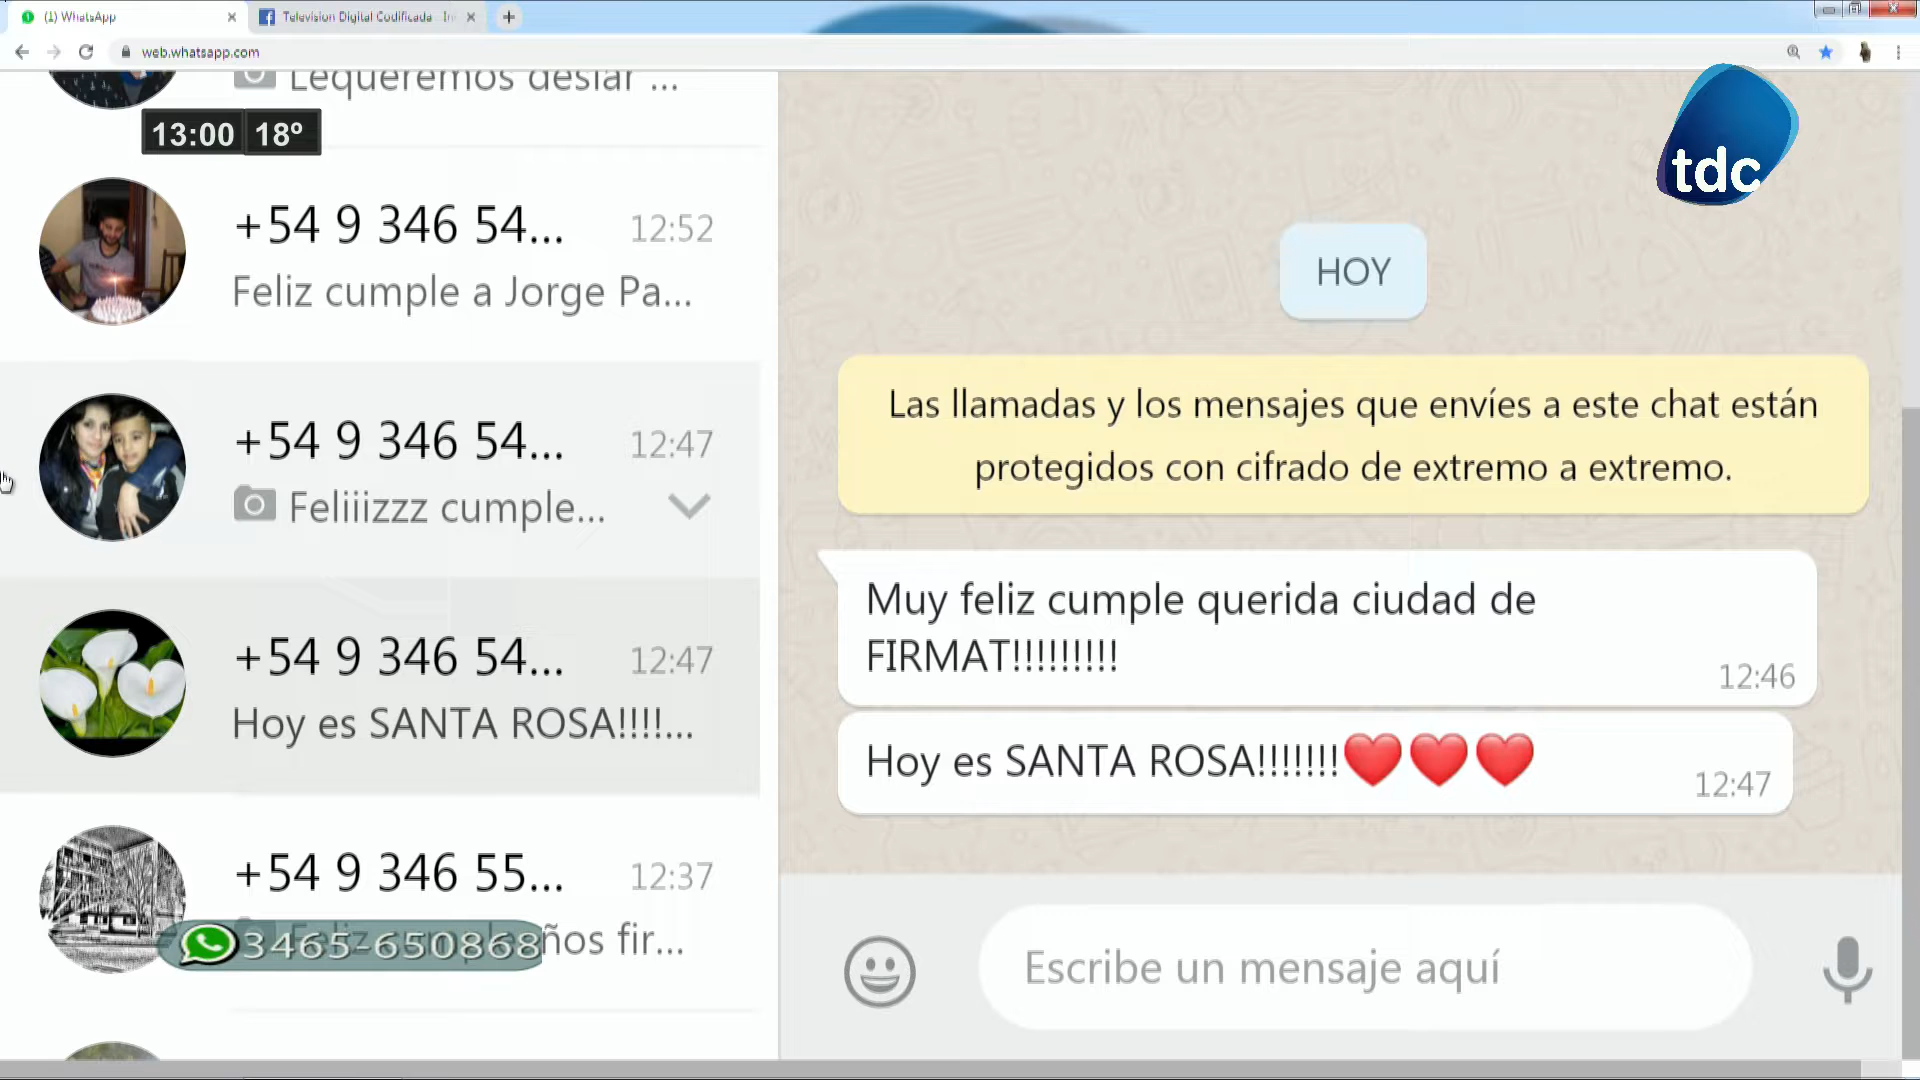 (1) WhatsApp
Television Digital Codificada
web.whatsapp.com
Lequeremos desiar ...
13:00 18º
tdc
+54 9 346 54... 12:52
Feliz cumple a Jorge Pa...
+54 9 346 54... 12:47
Feliiizzz cumple...
+54 9 346 54... 12:47
Hoy es SANTA ROSA!!!!...
+54 9 346 55... 12:37
ños fir...
3465-650868
HOY
Las llamadas y los mensajes que envíes a este chat están
protegidos con cifrado de extremo a extremo.
Muy feliz cumple querida ciudad de
FIRMAT!!!!!!!!!
12:46
Hoy es SANTA ROSA!!!!!!!❤️❤️❤️
12:47
Escribe un mensaje aquí